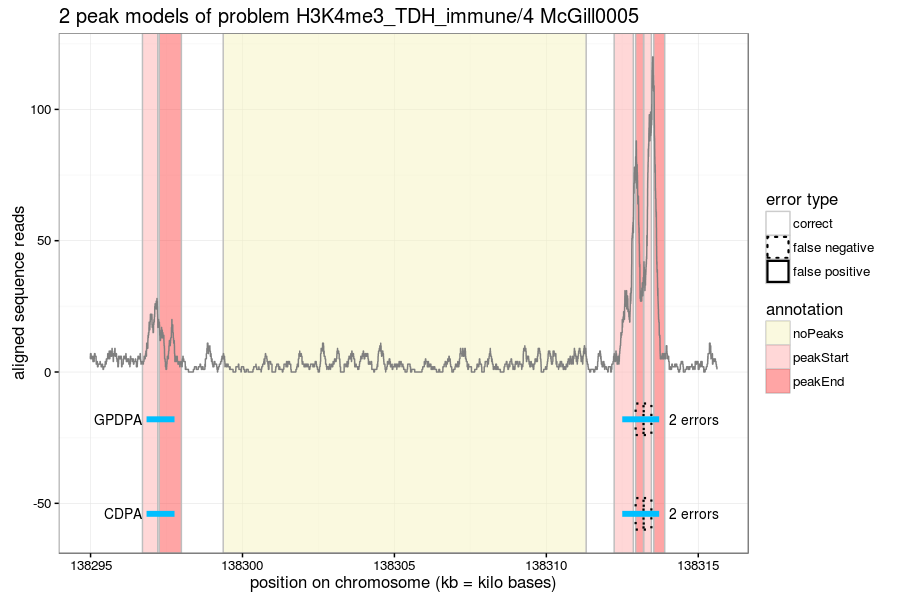 2 peak models of problem H3K4me3_TDH_immune/4 McGill0005
aligned sequence reads
100
50
0
-50
GPDPA
2 errors
CDPA
2 errors
138295
138300
138305
138310
138315
position on chromosome (kb = kilo bases)
error type
correct
false negative
false positive
annotation
noPeaks
peakStart
peakEnd